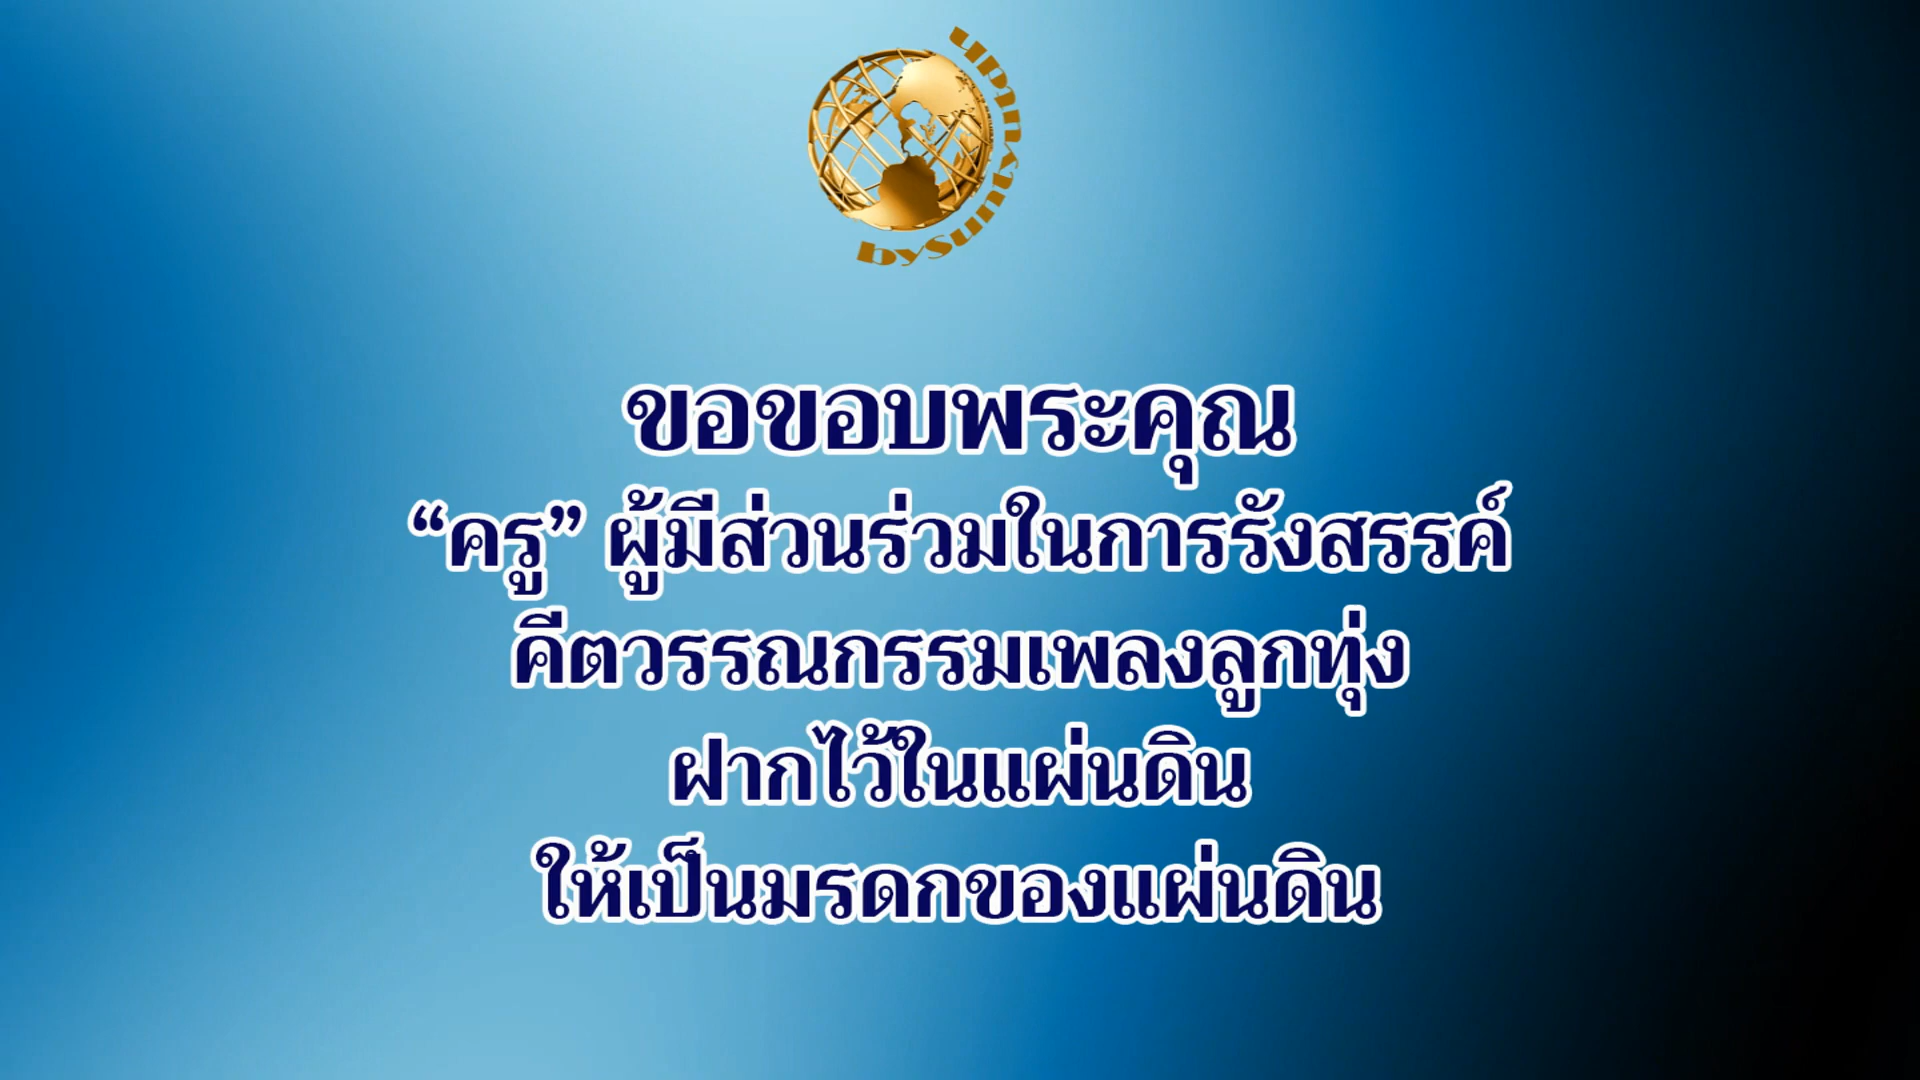 ขอขอบพระคุณ
“ครู” ผู้มีส่วนร่วมในการรังสรรค์
คีตวรรณกรรมเพลงลูกทุ่ง
ฝากไว้ในแผ่นดิน
ให้เป็นมรดกของแผ่นดิน